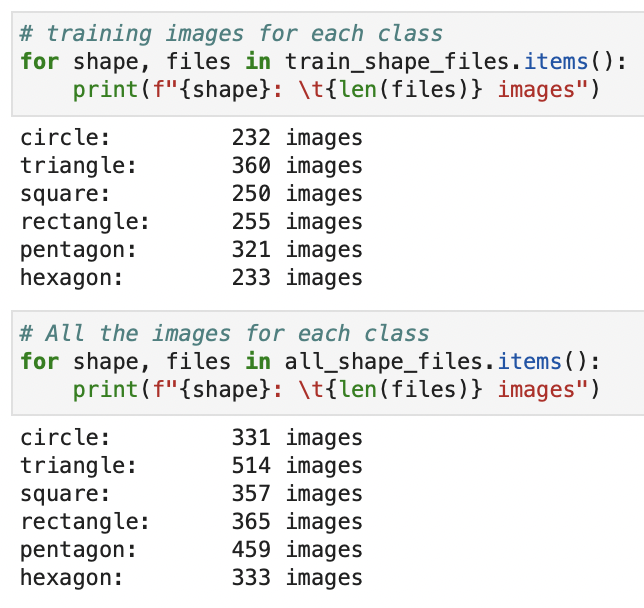 # training images for each class
for shape, files in train_shape_files.items():
    print(f"{shape}: \t{len(files)} images")
circle:         232 images
triangle:       360 images
square:         250 images
rectangle:      255 images
pentagon:       321 images
hexagon:        233 images
# All the images for each class
for shape, files in all_shape_files.items():
    print(f"{shape}: \t{len(files)} images")
circle:         331 images
triangle:       514 images
square:         357 images
rectangle:      365 images
pentagon:       459 images
hexagon:        333 images